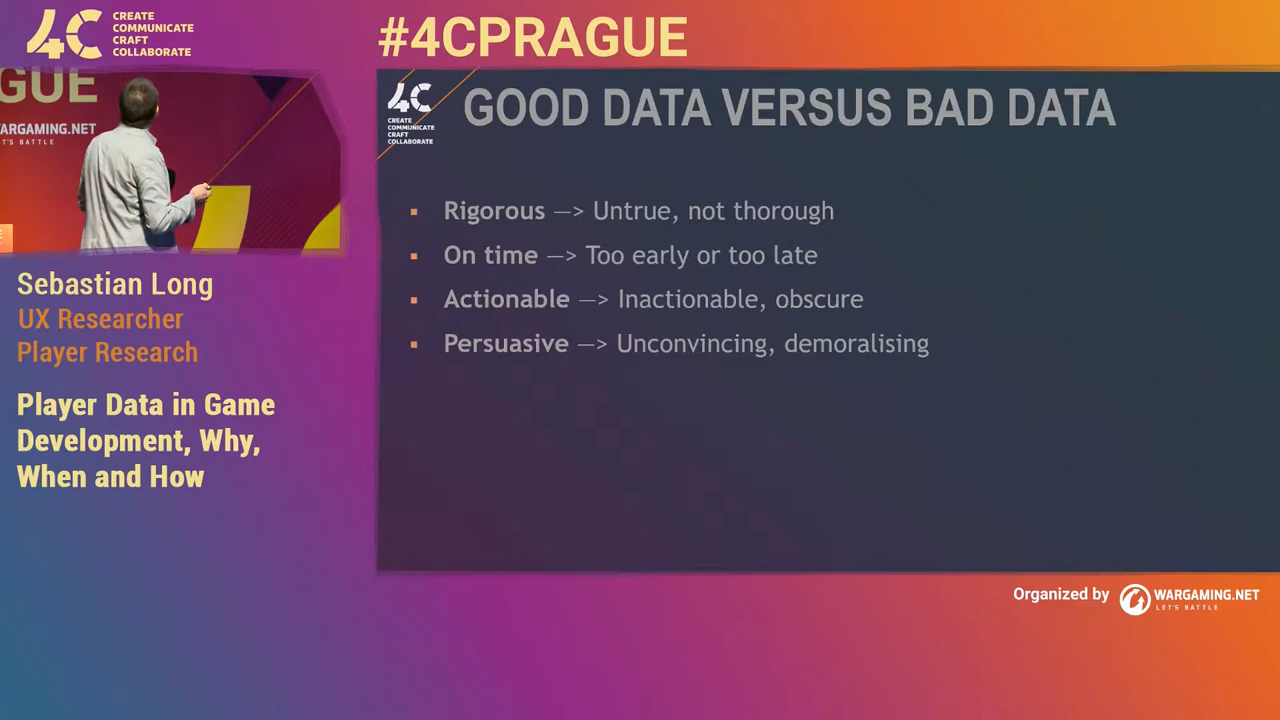 4C
CREATE
COMMUNICATE
CRAFT
COLLABORATE
#4CPRAGUE
GUE
WARGAMING.NET
LET'S BATTLE
4C
CREATE
COMMUNICATE
CRAFT
COLLABORATE
GOOD DATA VERSUS BAD DATA
▪ Rigorous —> Untrue, not thorough
▪ On time —> Too early or too late
▪ Actionable —> Inactionable, obscure
▪ Persuasive —> Unconvincing, demoralising
Sebastian Long
UX Researcher
Player Research
Player Data in Game
Development, Why,
When and How
Organized by
WARGAMING.NET
LET'S BATTLE